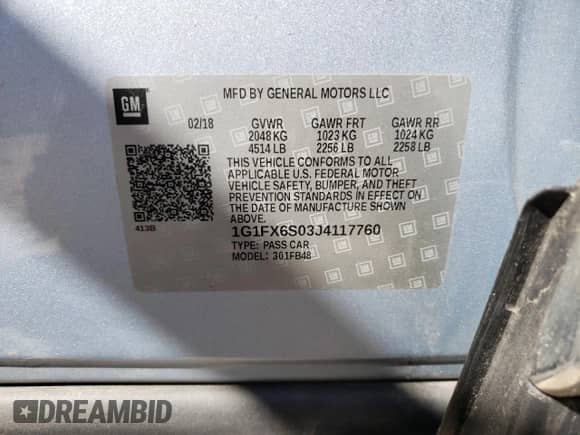 GM
MFD BY GENERAL MOTORS LLC
02/18 GVWR GAWR FRT GAWR RR
2048 KG 1023 KG 1024 KG
4514 LB 2256 LB 2258 LB
THIS VEHICLE CONFORMS TO ALL
APPLICABLE U.S. FEDERAL MOTOR
VEHICLE SAFETY, BUMPER, AND THEFT
PREVENTION STANDARDS IN EFFECT ON
THE DATE OF MANUFACTURE SHOWN
ABOVE.
413B
1G1FX6S03J4117760
TYPE: PASS CAR
MODEL: 301FB48
DREAMBID